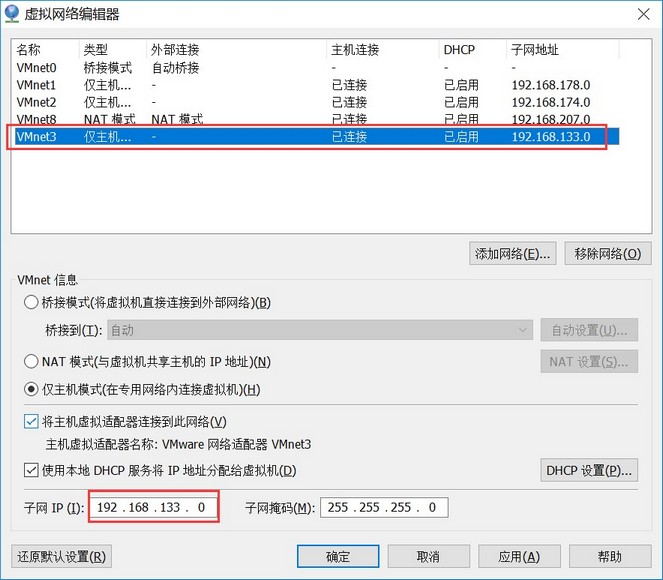 虚拟网络编辑器
名称 类型 外部连接 主机连接 DHCP 子网地址
VMnet0 桥接模式 自动桥接 - - -
VMnet1 仅主机... - 已连接 已启用 192.168.178.0
VMnet2 仅主机... - 已连接 已启用 192.168.174.0
VMnet8 NAT 模式 NAT 模式 已连接 已启用 192.168.207.0
VMnet3 仅主机... - 已连接 已启用 192.168.133.0
添加网络(E)... 移除网络(O)
VMnet 信息
桥接模式(将虚拟机直接连接到外部网络)(B)
桥接到(T): 自动 自动设置(U)...
NAT 模式(与虚拟机共享主机的 IP 地址)(N) NAT 设置(S)...
仅主机模式(在专用网络内连接虚拟机)(H)
将主机虚拟适配器连接到此网络(V)
主机虚拟适配器名称: VMware 网络适配器 VMnet3
使用本地 DHCP 服务将 IP 地址分配给虚拟机(D) DHCP 设置(P)...
子网 IP (I): 192 . 168 . 133 . 0 子网掩码(M): 255 . 255 . 255 . 0
还原默认设置(R) 确定 取消 应用(A) 帮助